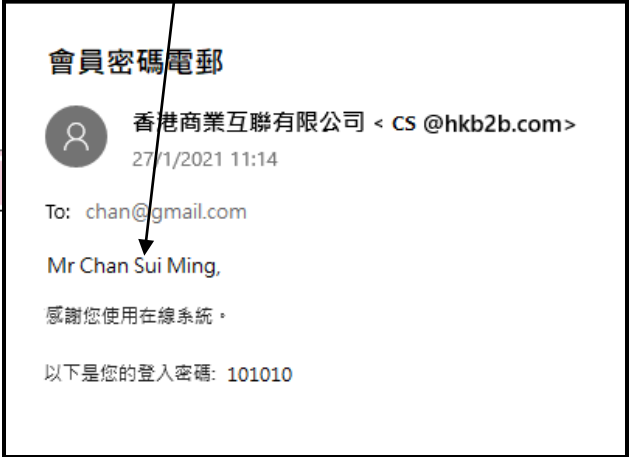 會員密碼電郵
香港商業互聯有限公司 < CS @hkb2b.com>
27/1/2021 11:14
To: chan@gmail.com
Mr Chan Sui Ming,
感謝您使用在線系統。
以下是您的登入密碼: 101010